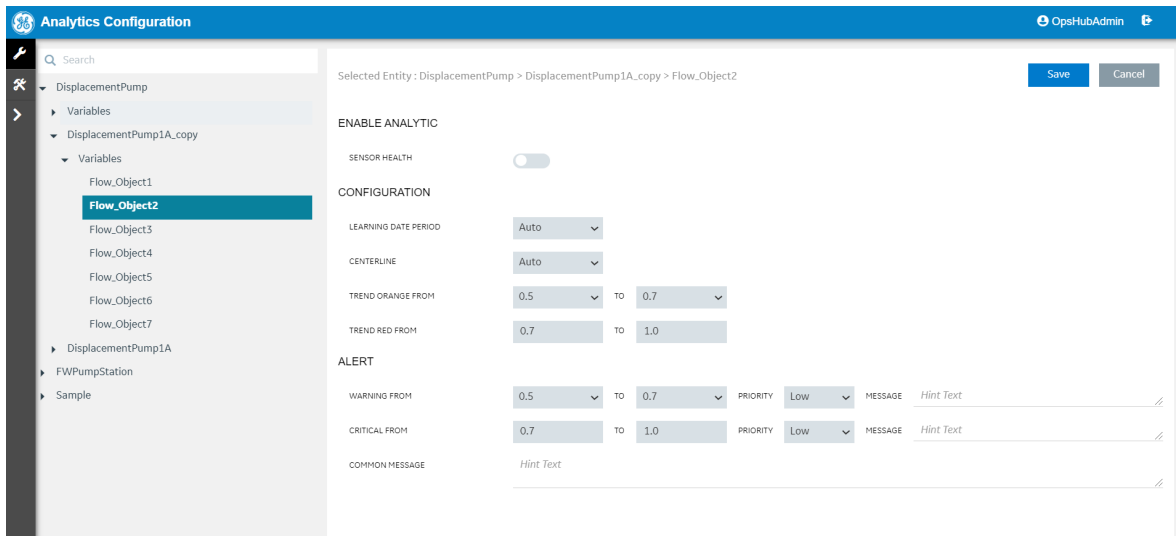 Analytics Configuration
OpsHubAdmin
Search
DisplacementPump
Variables
DisplacementPump1A_copy
Variables
Flow_Object1
Flow_Object2
Flow_Object3
Flow_Object4
Flow_Object5
Flow_Object6
Flow_Object7
DisplacementPump1A
FWPumpStation
Sample
Selected Entity : DisplacementPump > DisplacementPump1A_copy > Flow_Object2
Save Cancel
ENABLE ANALYTIC
SENSOR HEALTH
CONFIGURATION
LEARNING DATE PERIOD Auto
CENTERLINE Auto
TREND ORANGE FROM 0.5 TO 0.7
TREND RED FROM 0.7 TO 1.0
ALERT
WARNING FROM 0.5 TO 0.7 PRIORITY Low MESSAGE Hint Text
CRITICAL FROM 0.7 TO 1.0 PRIORITY Low MESSAGE Hint Text
COMMON MESSAGE Hint Text